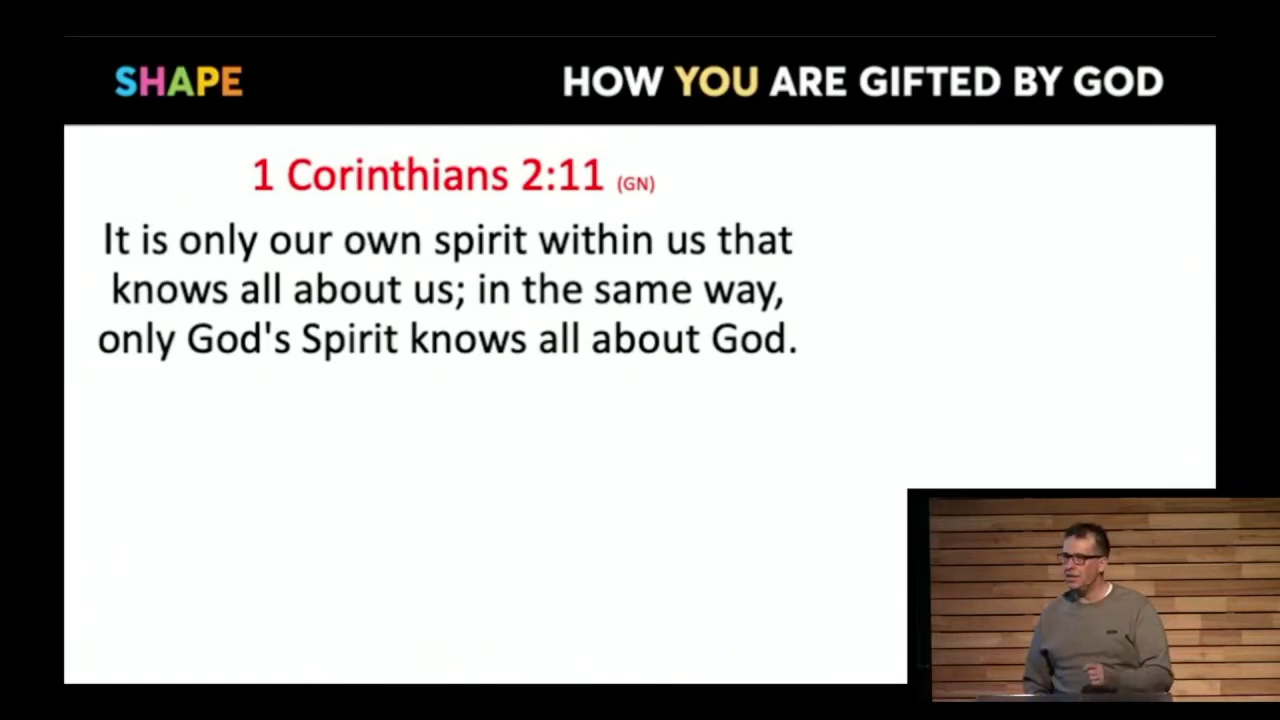 SHAPE
HOW YOU ARE GIFTED BY GOD
1 Corinthians 2:11 (GN)
It is only our own spirit within us that
knows all about us; in the same way,
only God's Spirit knows all about God.